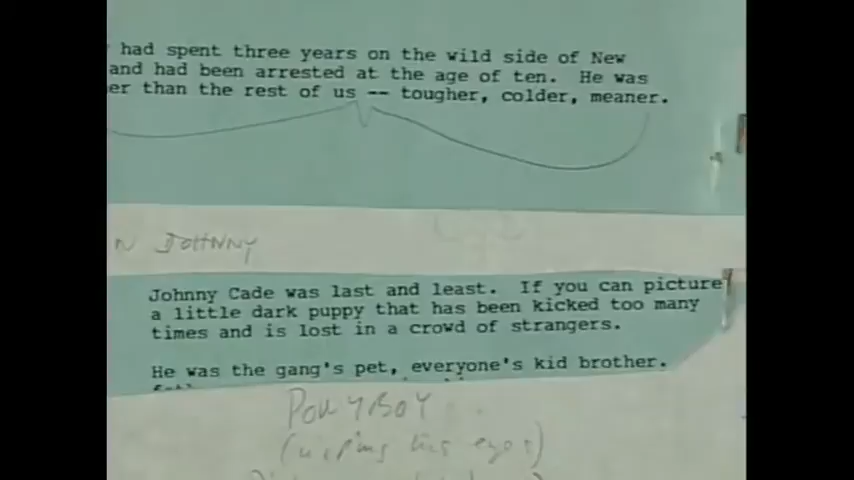 had spent three years on the wild side of New
and had been arrested at the age of ten. He was
er than the rest of us -- tougher, colder, meaner.
N JOHNNY
Johnny Cade was last and least. If you can picture
a little dark puppy that has been kicked too many
times and is lost in a crowd of strangers.
He was the gang's pet, everyone's kid brother.
PONYBOY
(wiping his eyes)